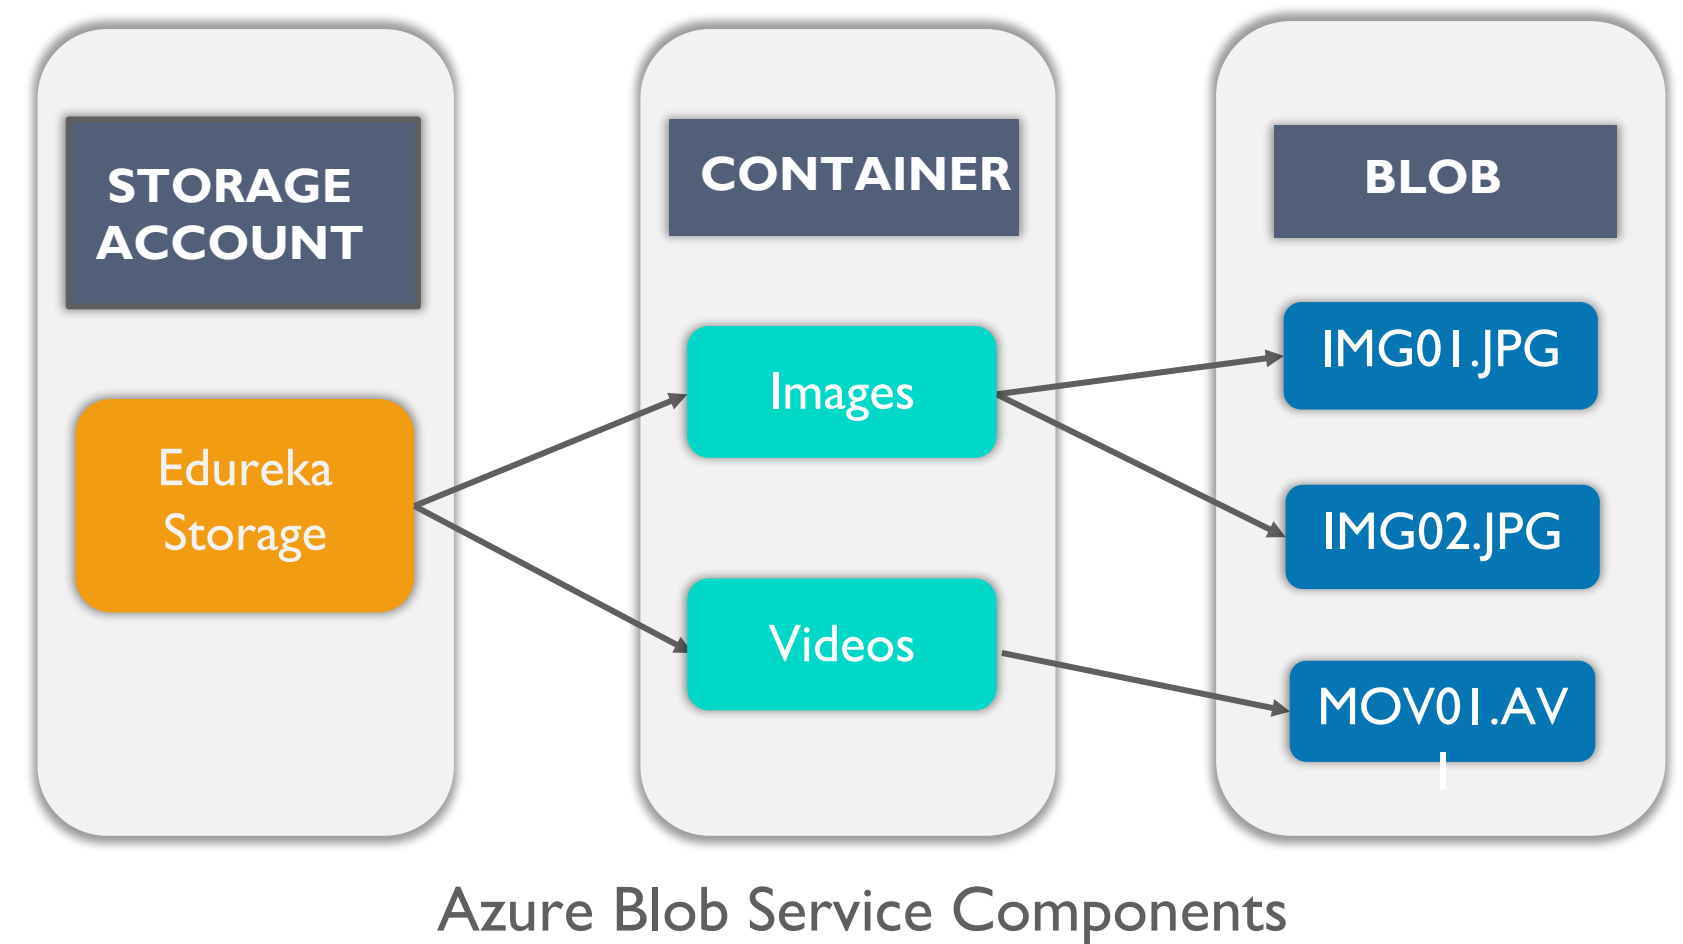 STORAGE
ACCOUNT
CONTAINER
BLOB
Edureka
Storage
Images
Videos
IMG01.JPG
IMG02.JPG
MOV01.AV
I
Azure Blob Service Components